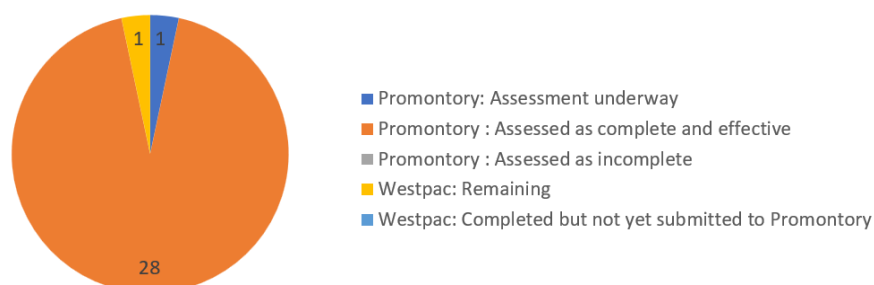 1 1
28
Promontory: Assessment underway
Promontory : Assessed as complete and effective
Promontory : Assessed as incomplete
Westpac: Remaining
Westpac: Completed but not yet submitted to Promontory